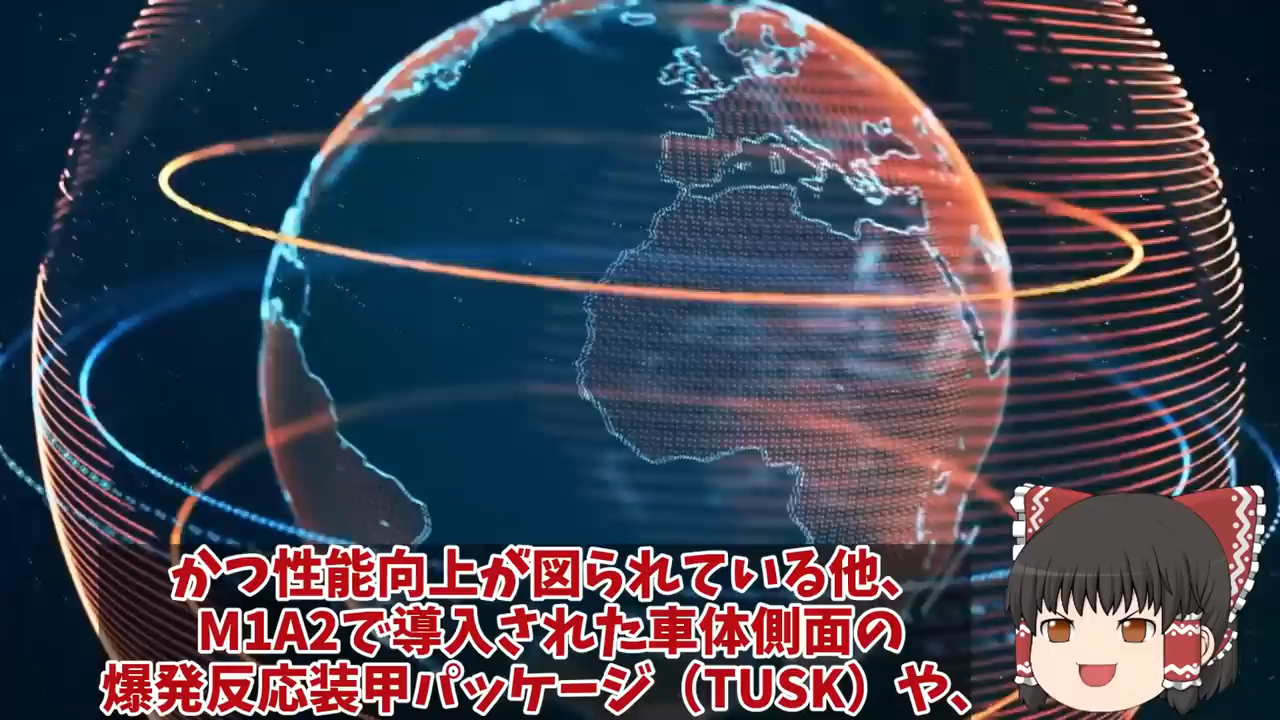 かつ性能向上が図られている他、
M1A2で導入された車体側面の
爆発反応装甲パッケージ（TUSK）や、